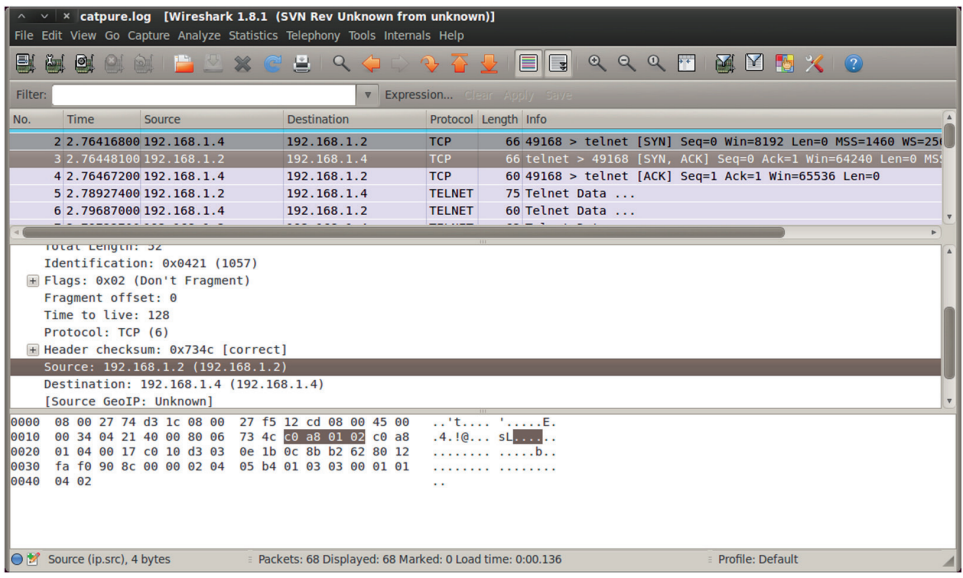 catpure.log [Wireshark 1.8.1 (SVN Rev Unknown from unknown)]
File Edit View Go Capture Analyze Statistics Telephony Tools Internals Help
Filter: Expression... Clear Apply Save
No. Time Source Destination Protocol Length Info
2 2.76416800 192.168.1.4 192.168.1.2 TCP 66 49168 > telnet [SYN] Seq=0 Win=8192 Len=0 MSS=1460 WS=256
3 2.76448100 192.168.1.2 192.168.1.4 TCP 66 telnet > 49168 [SYN, ACK] Seq=0 Ack=1 Win=64240 Len=0 MSS
4 2.76467200 192.168.1.4 192.168.1.2 TCP 60 49168 > telnet [ACK] Seq=1 Ack=1 Win=65536 Len=0
5 2.78927400 192.168.1.2 192.168.1.4 TELNET 75 Telnet Data ...
6 2.79687000 192.168.1.4 192.168.1.2 TELNET 60 Telnet Data ...
Total Length: 52
Identification: 0x0421 (1057)
Flags: 0x02 (Don't Fragment)
Fragment offset: 0
Time to live: 128
Protocol: TCP (6)
Header checksum: 0x734c [correct]
Source: 192.168.1.2 (192.168.1.2)
Destination: 192.168.1.4 (192.168.1.4)
[Source GeoIP: Unknown]
0000 08 00 27 74 d3 1c 08 00 27 f5 12 cd 08 00 45 00 ..'t.... '.....E.
0010 00 34 04 21 40 00 80 06 73 4c c0 a8 01 02 c0 a8 .4.!@... sL......
0020 01 04 00 17 c0 10 d3 03 0e 1b 0c 8b b2 62 80 12 ........ .....b..
0030 fa f0 90 8c 00 00 02 04 05 b4 01 03 03 00 01 01 ........ ........
0040 04 02 ..
Source (ip.src), 4 bytes Packets: 68 Displayed: 68 Marked: 0 Load time: 0:00.136 Profile: Default